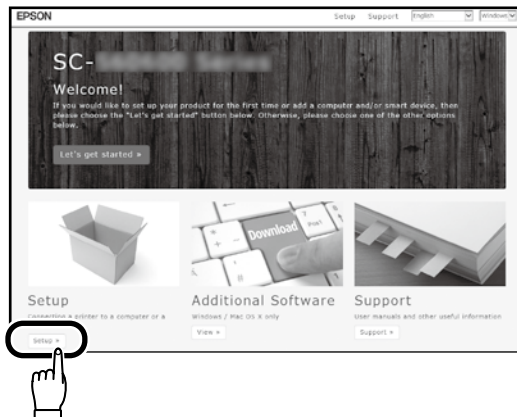 EPSON
Setup Support English Windows
SC-
Welcome!
If you would like to set up your product for the first time or add a computer and/or smart device, then
please choose the "Let's get started" button below. Otherwise, please choose one of the other options
below.
Let's get started »
Download
Setup
Connecting a printer to a computer or a
Setup »
Additional Software
Windows / Mac OS X only
View »
Support
User manuals and other useful information
Support »